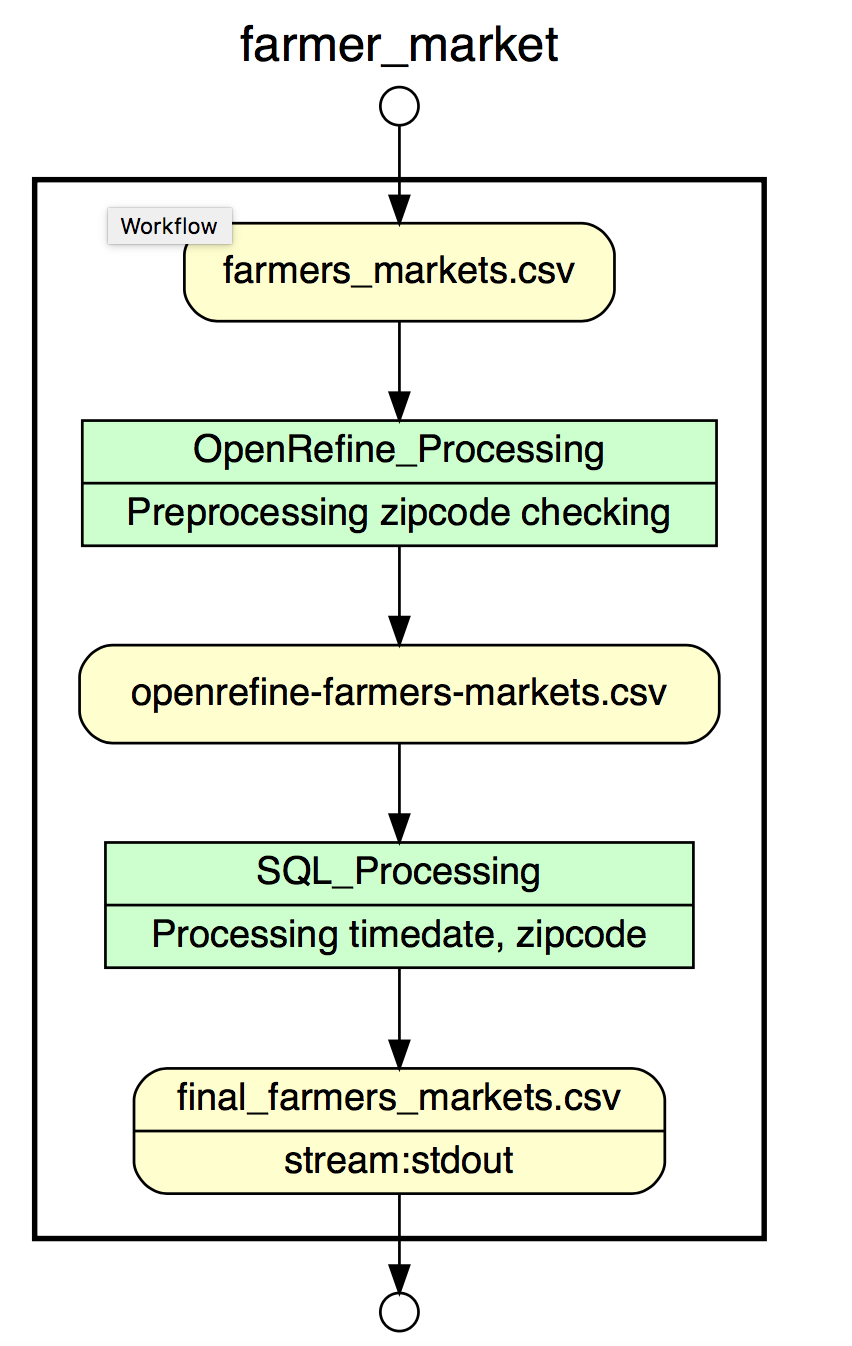 farmer_market
Workflow
farmers_markets.csv
OpenRefine_Processing
Preprocessing zipcode checking
openrefine-farmers-markets.csv
SQL_Processing
Processing timedate, zipcode
final_farmers_markets.csv
stream:stdout